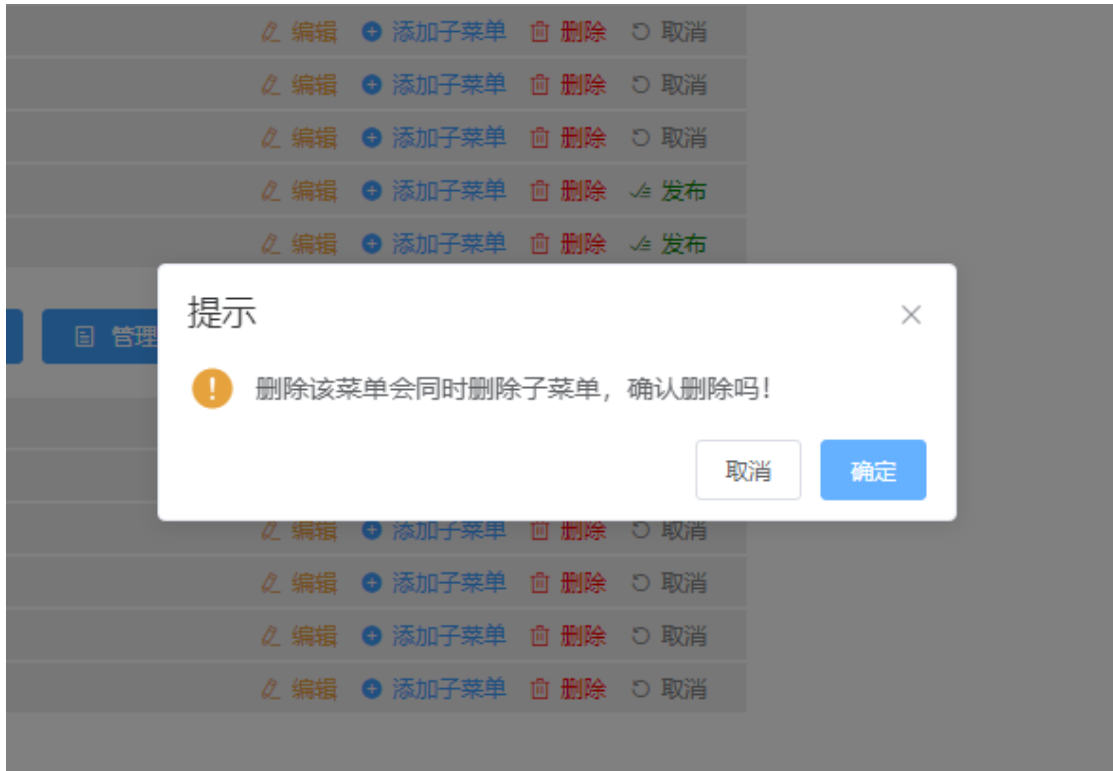 编辑 添加子菜单 删除 取消
编辑 添加子菜单 删除 取消
编辑 添加子菜单 删除 取消
编辑 添加子菜单 删除 发布
编辑 添加子菜单 删除 发布
管理
提示
删除该菜单会同时删除子菜单，确认删除吗！
取消 确定
编辑 添加子菜单 删除 取消
编辑 添加子菜单 删除 取消
编辑 添加子菜单 删除 取消
编辑 添加子菜单 删除 取消